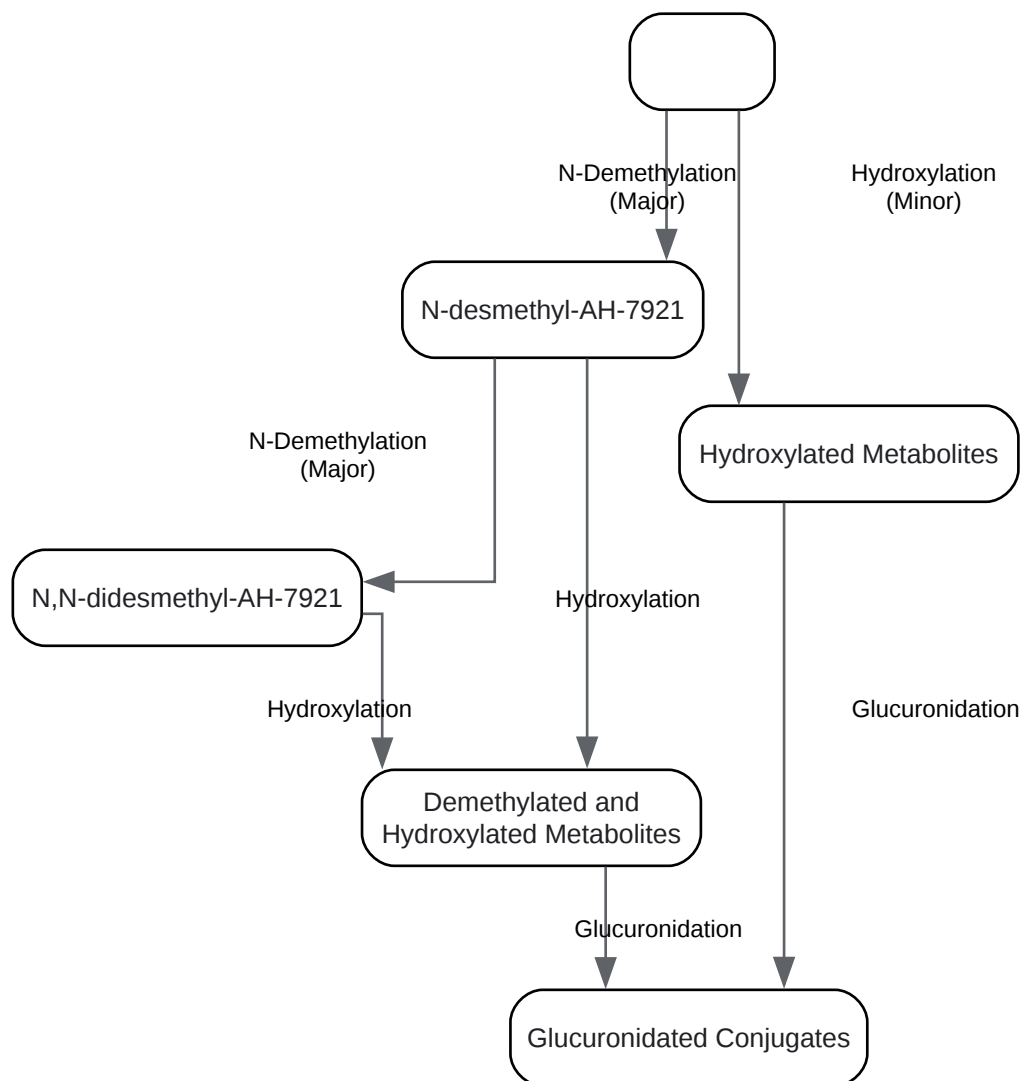 N-Demethylation
(Major)
Hydroxylation
(Minor)
N-desmethyl-AH-7921
N-Demethylation
(Major)
Hydroxylated Metabolites
N,N-didesmethyl-AH-7921
Hydroxylation
Hydroxylation
Glucuronidation
Demethylated and
Hydroxylated Metabolites
Glucuronidation
Glucuronidated Conjugates